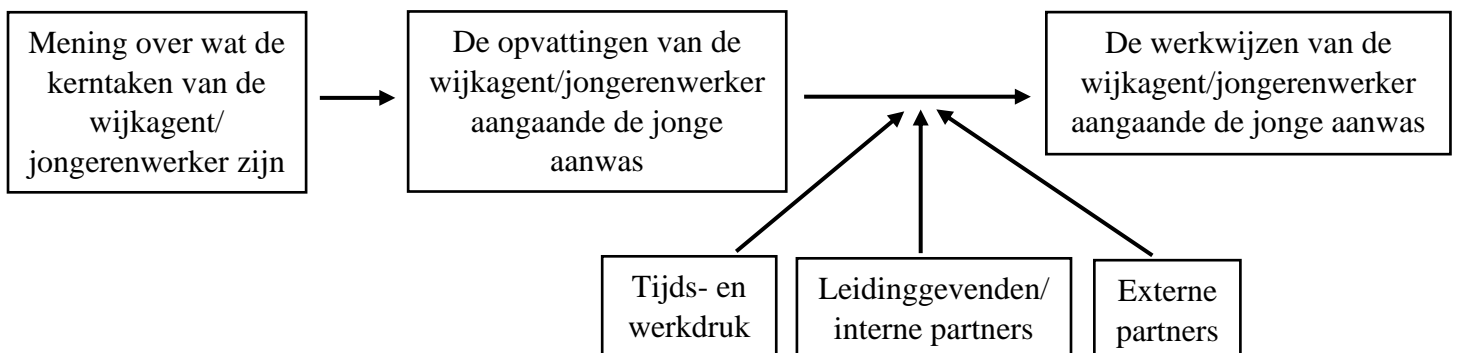 Mening over wat de
kerntaken van de
wijkagent/
jongerenwerker zijn
De opvattingen van de
wijkagent/jongerenwerker
aangaande de jonge
aanwas
De werkwijzen van de
wijkagent/jongerenwerker
aangaande de jonge aanwas
Tijds- en
werkdruk
Leidinggevenden/
interne partners
Externe
partners